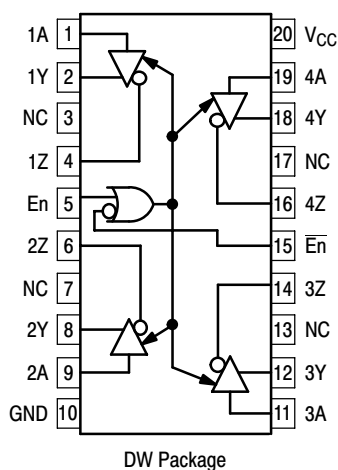 1A 1
1Y 2
NC 3
1Z 4
En 5
2Z 6
NC 7
2Y 8
2A 9
GND 10
20 VCC
19 4A
18 4Y
17 NC
16 4Z
15 E̅n̅
14 3Z
13 NC
12 3Y
11 3A
DW Package